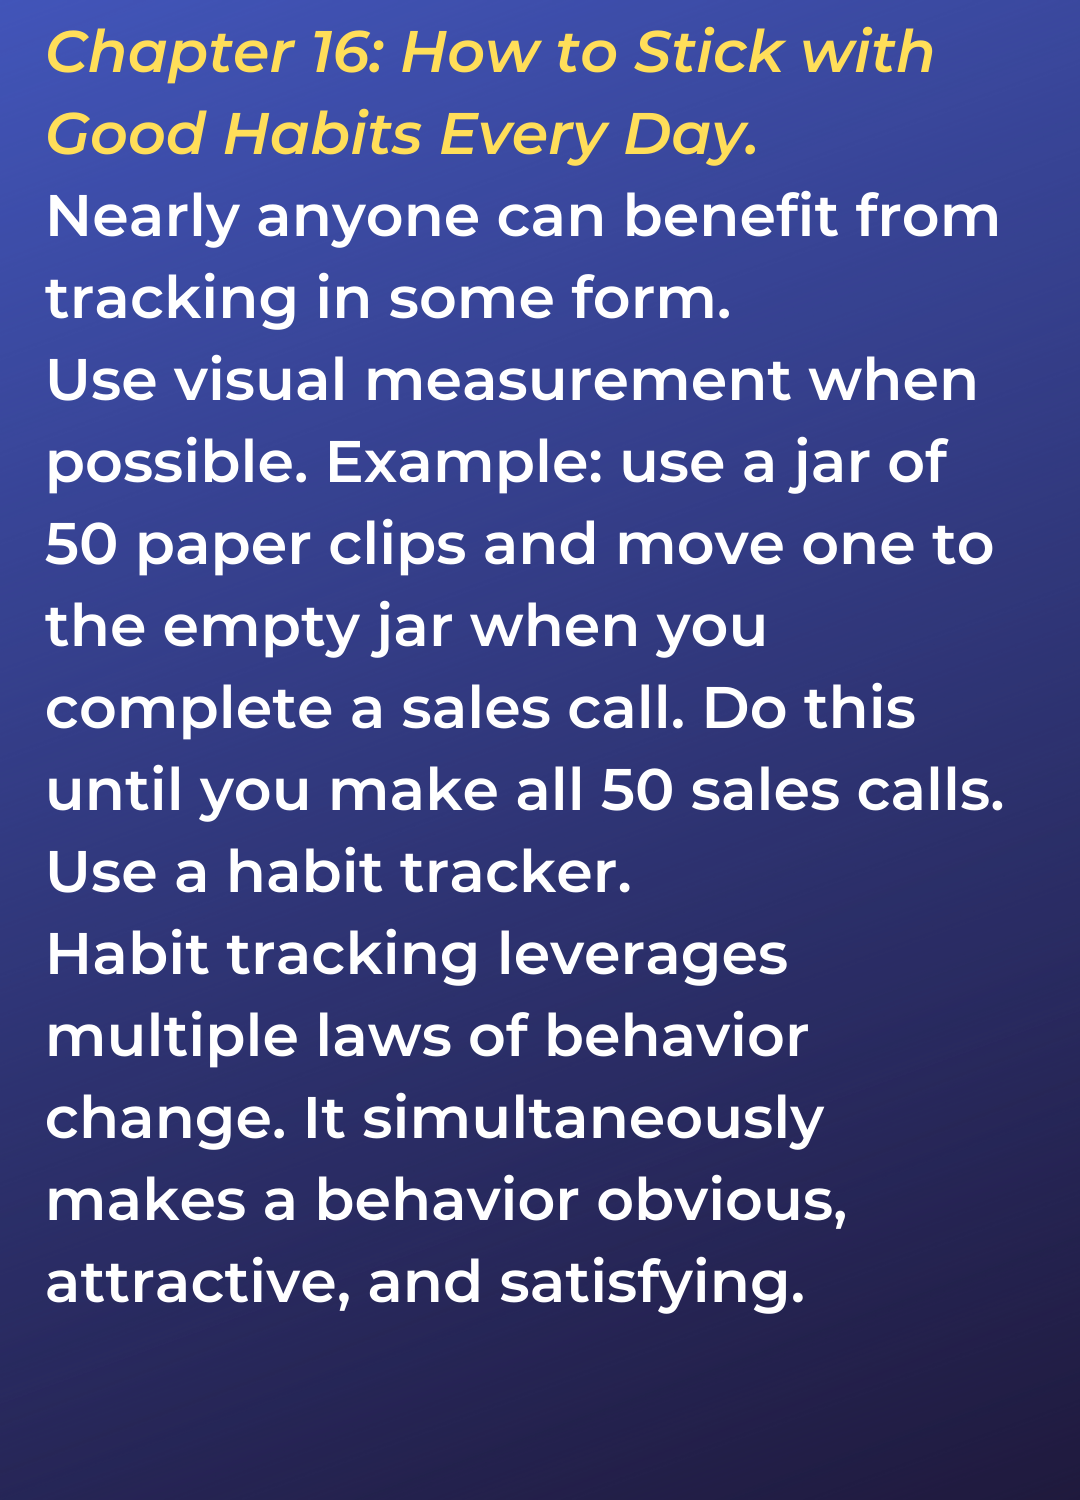 Chapter 16: How to Stick with
Good Habits Every Day.
Nearly anyone can benefit from
tracking in some form.
Use visual measurement when
possible. Example: use a jar of
50 paper clips and move one to
the empty jar when you
complete a sales call. Do this
until you make all 50 sales calls.
Use a habit tracker.
Habit tracking leverages
multiple laws of behavior
change. It simultaneously
makes a behavior obvious,
attractive, and satisfying.